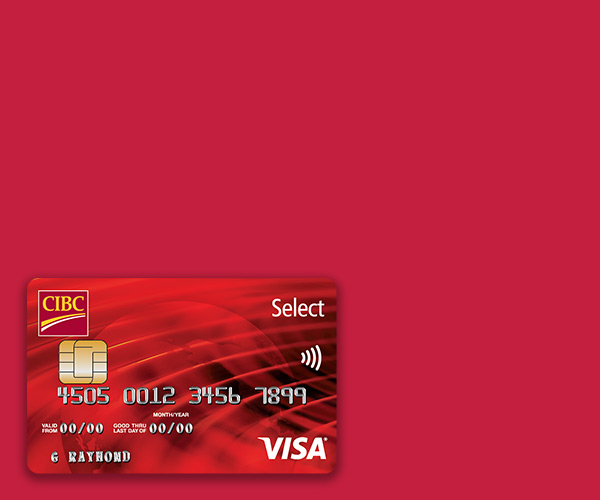 CIBC
Select
4505 0012 3456 7899
MONTH/YEAR
VALID FROM 00/00 GOOD THRU LAST DAY OF 00/00
G RAYMOND
VISA